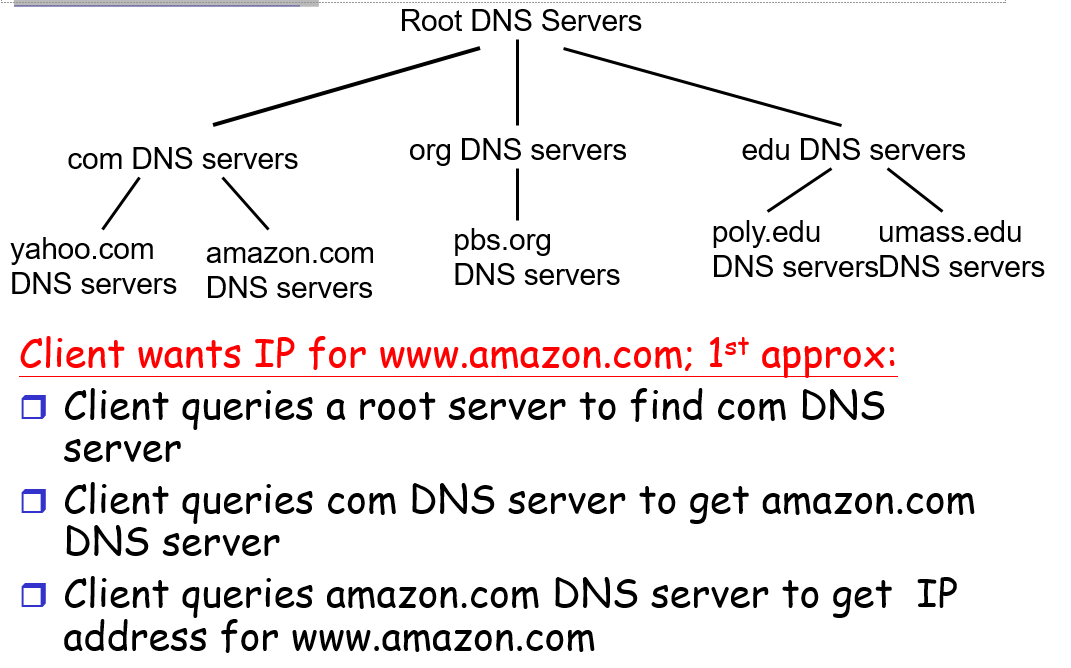 Root DNS Servers
com DNS servers
org DNS servers
edu DNS servers
yahoo.com
DNS servers
amazon.com
DNS servers
pbs.org
DNS servers
poly.edu
DNS servers
umass.edu
DNS servers
Client wants IP for www.amazon.com; 1st approx:
Client queries a root server to find com DNS
server
Client queries com DNS server to get amazon.com
DNS server
Client queries amazon.com DNS server to get IP
address for www.amazon.com